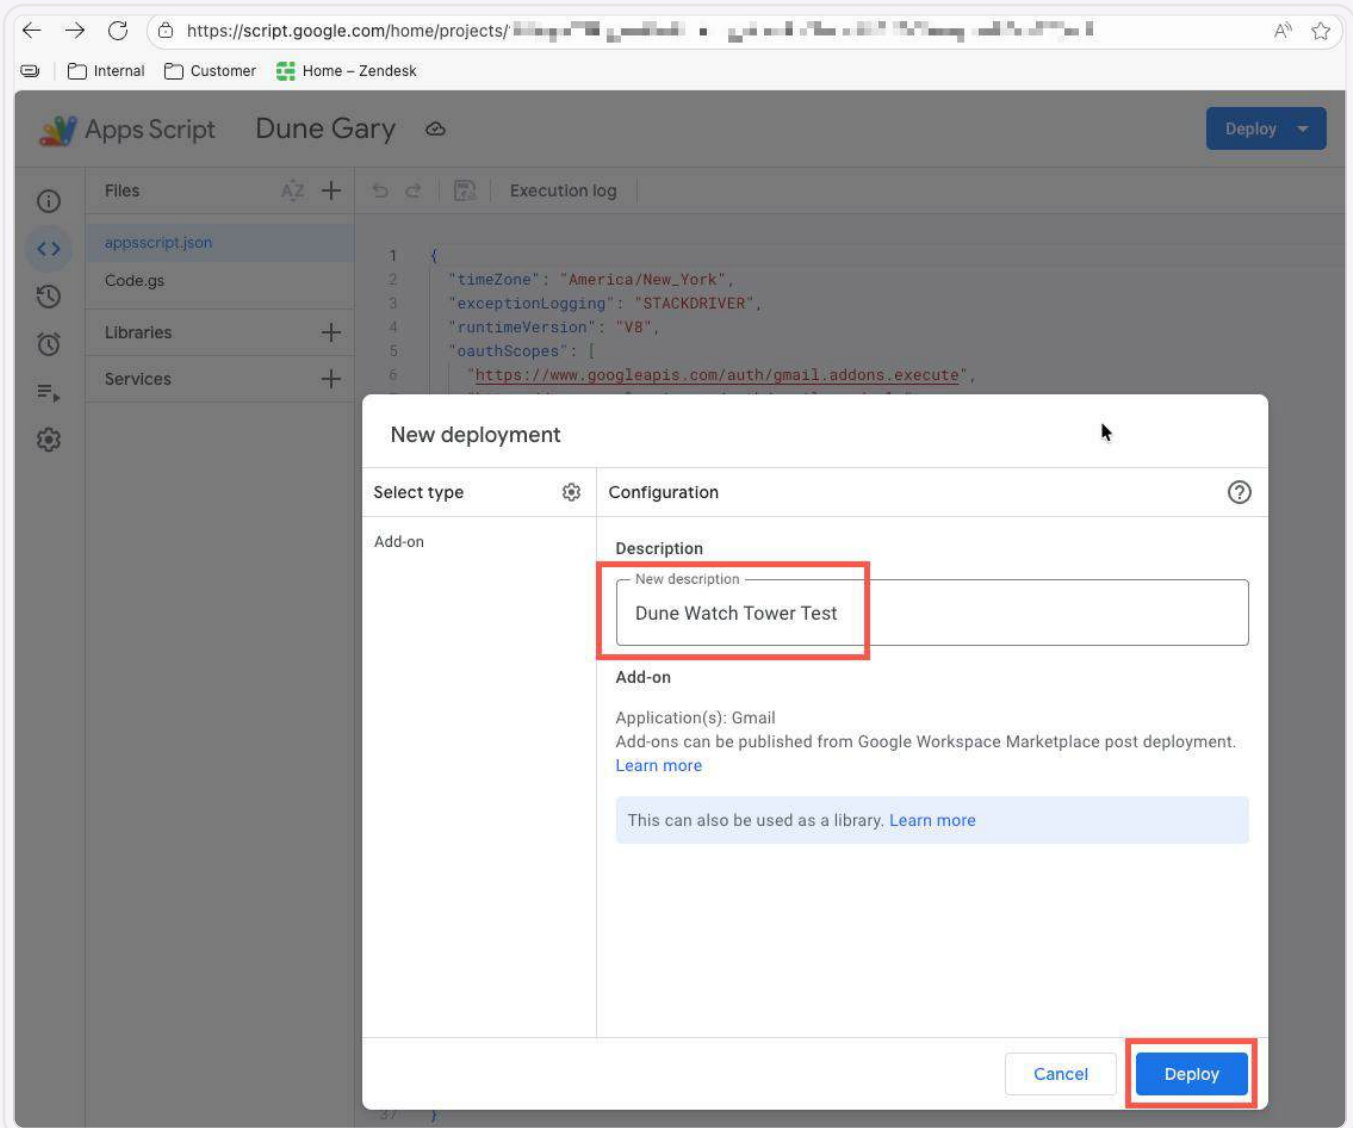 https://script.google.com/home/projects/
Internal Customer Home – Zendesk
Apps Script Dune Gary Deploy
Files AZ Execution log
appsscript.json
Code.gs
Libraries
Services
1 {
2 "timeZone": "America/New_York",
3 "exceptionLogging": "STACKDRIVER",
4 "runtimeVersion": "V8",
5 "oauthScopes": [
6 "https://www.googleapis.com/auth/gmail.addons.execute",
New deployment
Select type Configuration
Add-on
Description
New description
Dune Watch Tower Test
Add-on
Application(s): Gmail
Add-ons can be published from Google Workspace Marketplace post deployment.
Learn more
This can also be used as a library. Learn more
Cancel Deploy
37 }